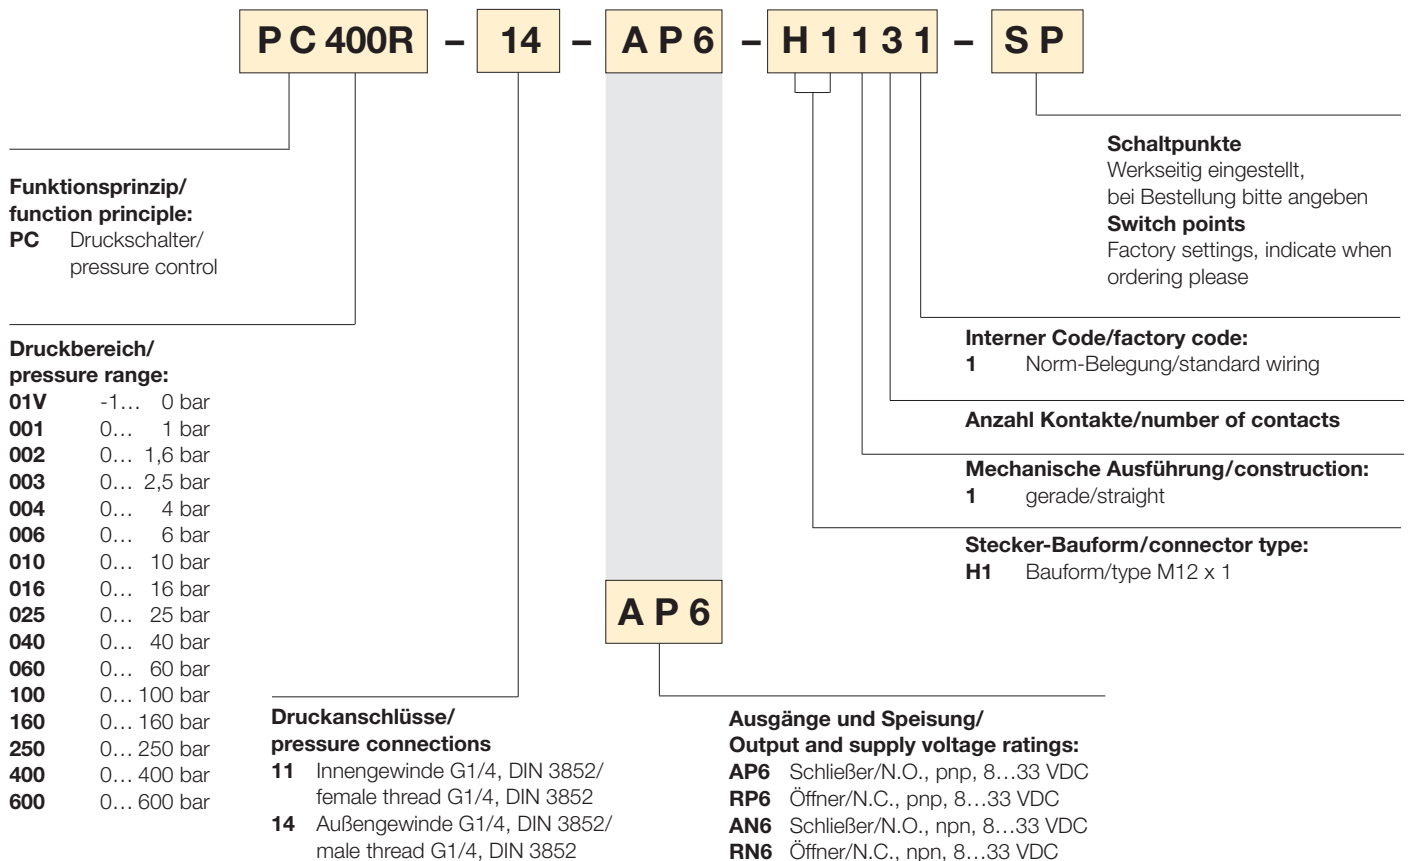 PC400R – 14 – AP6 – H1131 – SP
Funktionsprinzip/
function principle:
PC Druckschalter/
pressure control
Druckbereich/
pressure range:
01V -1… 0 bar
001 0… 1 bar
002 0… 1,6 bar
003 0… 2,5 bar
004 0… 4 bar
006 0… 6 bar
010 0… 10 bar
016 0… 16 bar
025 0… 25 bar
040 0… 40 bar
060 0… 60 bar
100 0… 100 bar
160 0… 160 bar
250 0… 250 bar
400 0… 400 bar
600 0… 600 bar
Druckanschlüsse/
pressure connections
11 Innengewinde G1/4, DIN 3852/
female thread G1/4, DIN 3852
14 Außengewinde G1/4, DIN 3852/
male thread G1/4, DIN 3852
AP6
Ausgänge und Speisung/
Output and supply voltage ratings:
AP6 Schließer/N.O., pnp, 8…33 VDC
RP6 Öffner/N.C., pnp, 8…33 VDC
AN6 Schließer/N.O., npn, 8…33 VDC
RN6 Öffner/N.C., npn, 8…33 VDC
Schaltpunkte
Werkseitig eingestellt,
bei Bestellung bitte angeben
Switch points
Factory settings, indicate when
ordering please
Interner Code/factory code:
1 Norm-Belegung/standard wiring
Anzahl Kontakte/number of contacts
Mechanische Ausführung/construction:
1 gerade/straight
Stecker-Bauform/connector type:
H1 Bauform/type M12 x 1